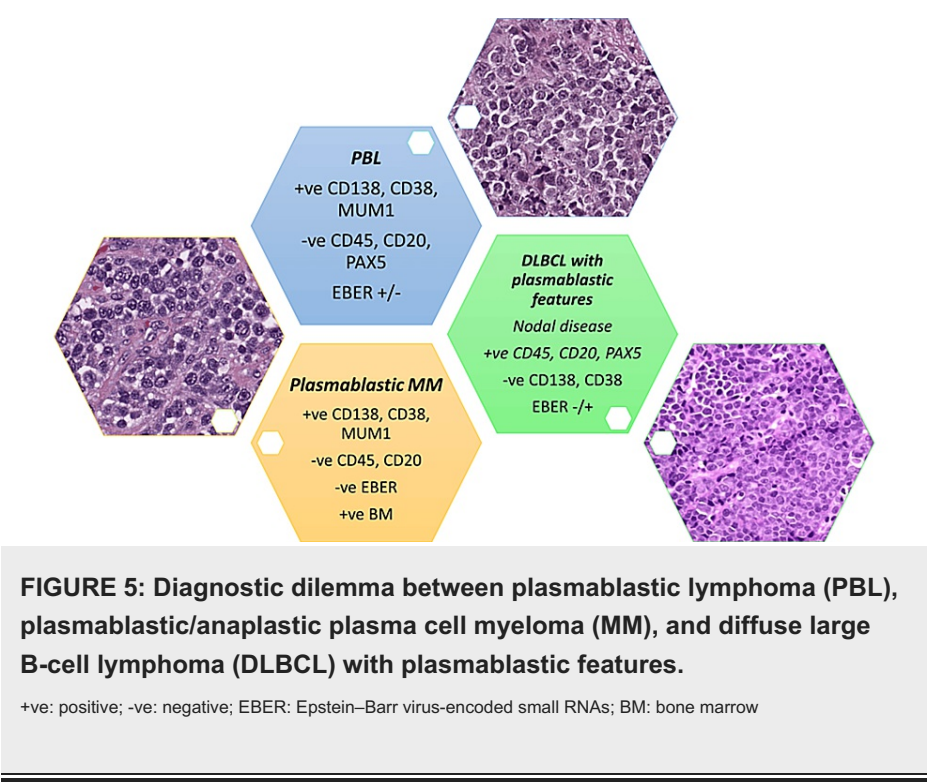 PBL
+ve CD138, CD38,
MUM1
-ve CD45, CD20,
PAX5
EBER +/-
DLBCL with
plasmablastic
features
Nodal disease
+ve CD45, CD20, PAX5
-ve CD138, CD38
EBER -/+
Plasmablastic MM
+ve CD138, CD38,
MUM1
-ve CD45, CD20
-ve EBER
+ve BM
FIGURE 5: Diagnostic dilemma between plasmablastic lymphoma (PBL),
plasmablastic/anaplastic plasma cell myeloma (MM), and diffuse large
B-cell lymphoma (DLBCL) with plasmablastic features.
+ve: positive; -ve: negative; EBER: Epstein–Barr virus-encoded small RNAs; BM: bone marrow